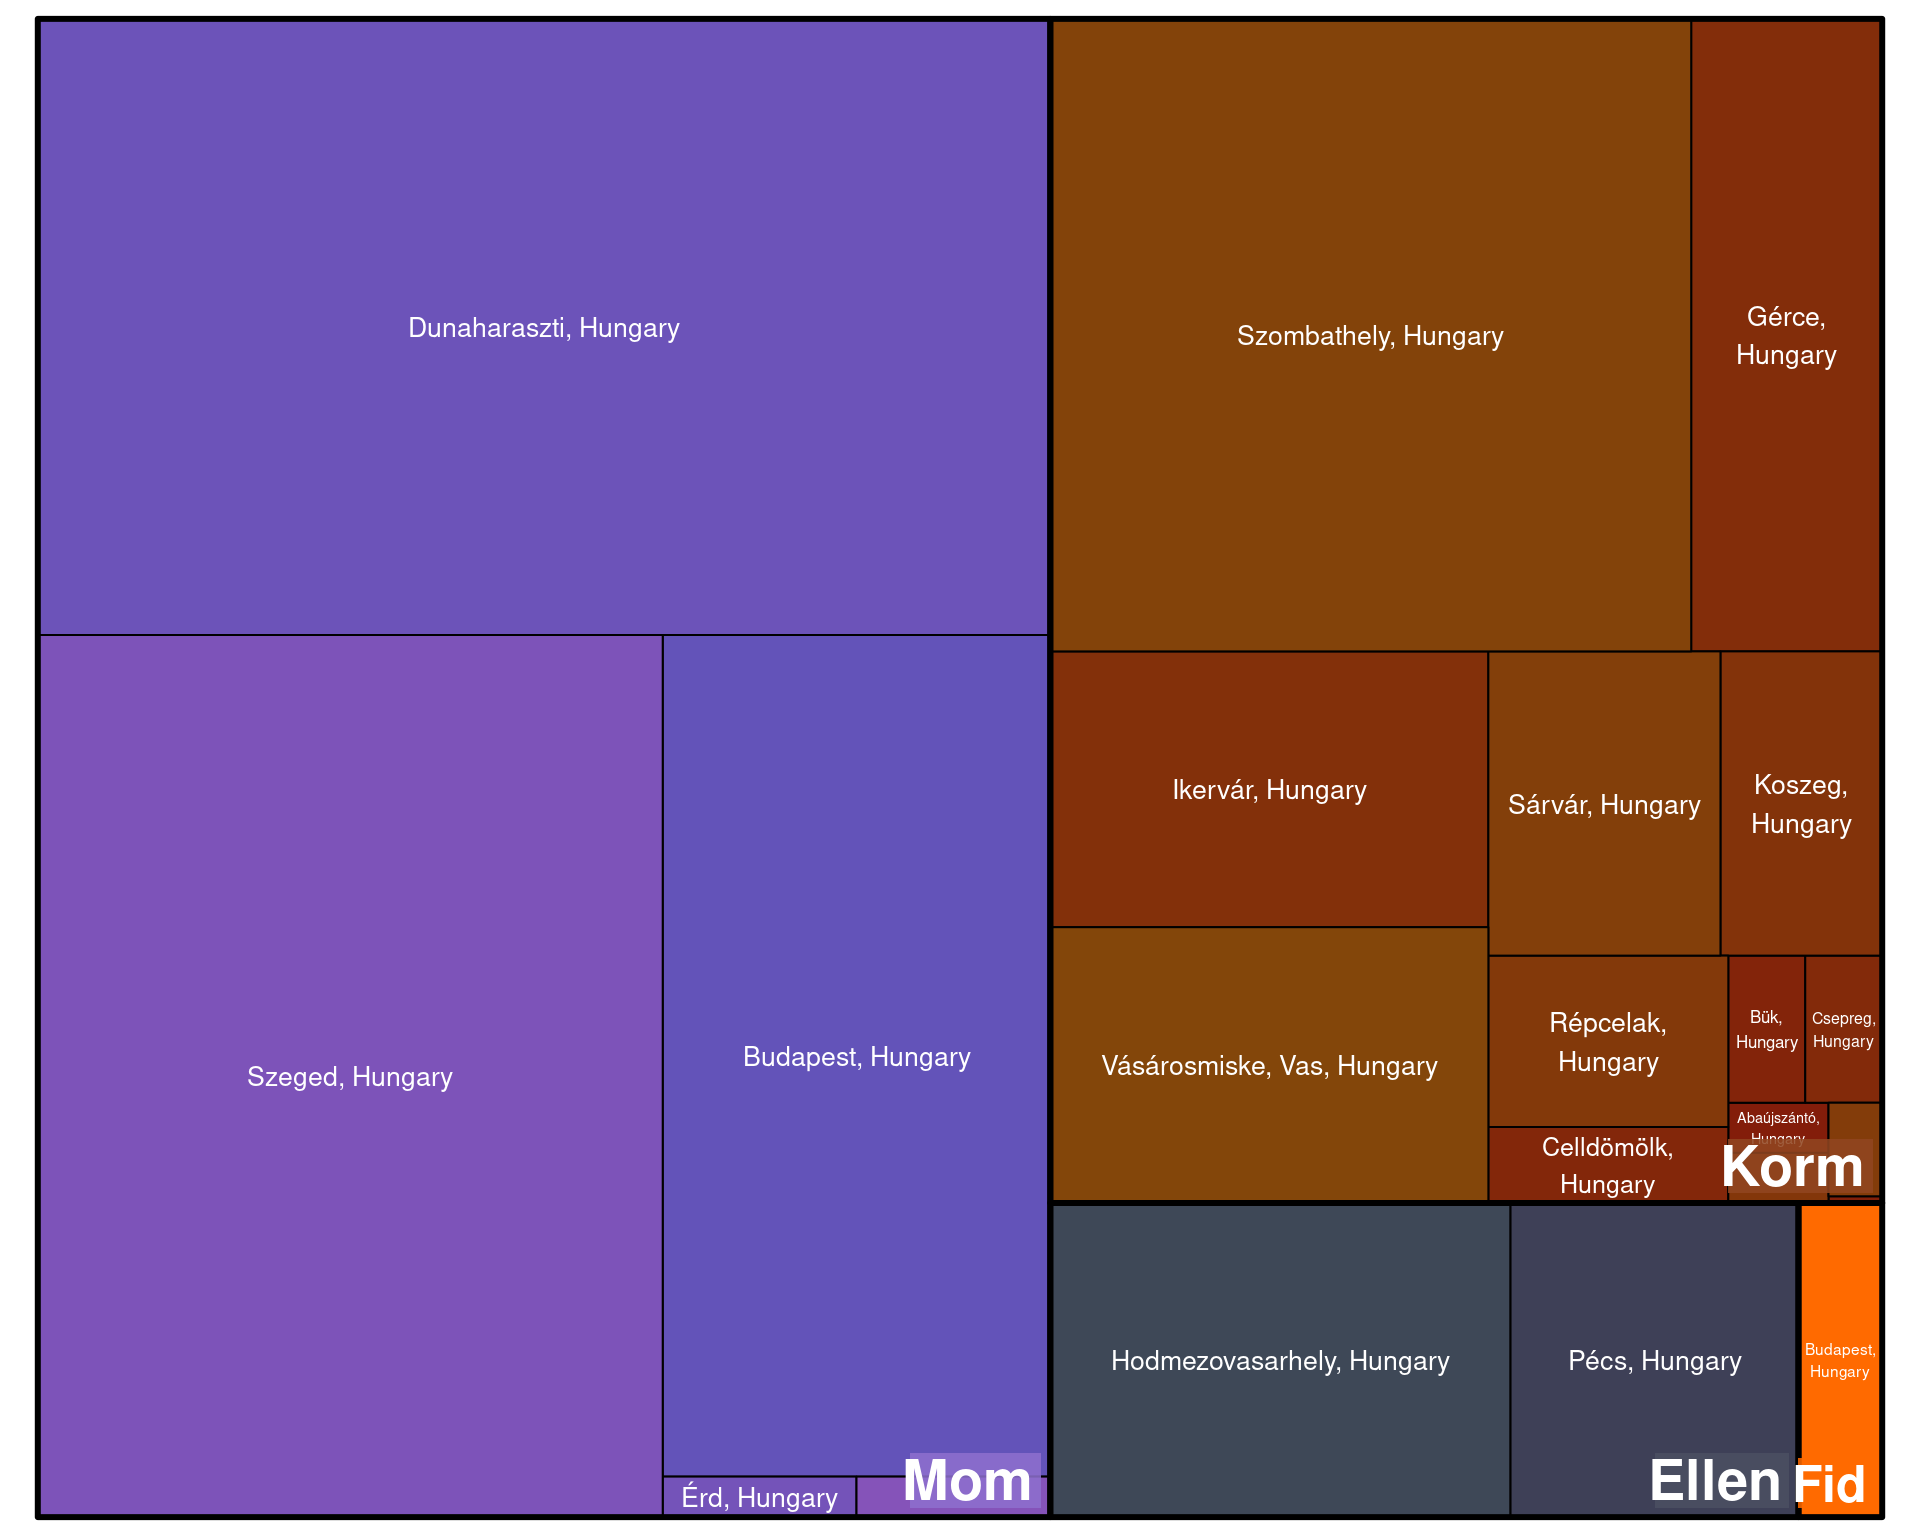 Dunaharaszti, Hungary
Szeged, Hungary
Budapest, Hungary
Érd, Hungary
Mom
Szombathely, Hungary
Gérce,
Hungary
Ikervár, Hungary
Sárvár, Hungary
Koszeg,
Hungary
Vásárosmiske, Vas, Hungary
Répcelak,
Hungary
Bük,
Hungary
Csepreg,
Hungary
Celldömölk,
Hungary
Abaújszántó,
Hungary
Korm
Hodmezovasarhely, Hungary
Pécs, Hungary
Ellen
Budapest,
Hungary
Fid